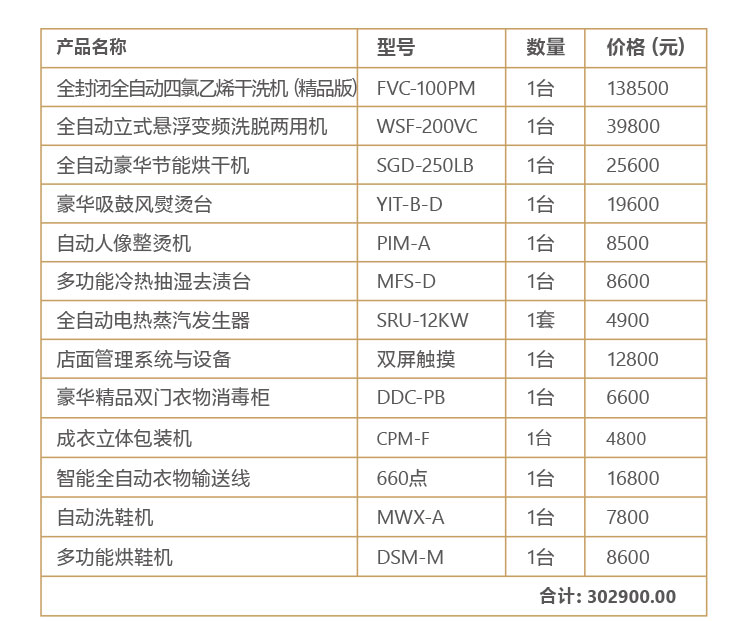 产品名称 型号 数量 价格 (元)
全封闭全自动四氯乙烯干洗机 (精品版) FVC-100PM 1台 138500
全自动立式悬浮变频洗脱两用机 WSF-200VC 1台 39800
全自动豪华节能烘干机 SGD-250LB 1台 25600
豪华吸鼓风熨烫台 YIT-B-D 1台 19600
自动人像整烫机 PIM-A 1台 8500
多功能冷热抽湿去渍台 MFS-D 1台 8600
全自动电热蒸汽发生器 SRU-12KW 1套 4900
店面管理系统与设备 双屏触摸 1台 12800
豪华精品双门衣物消毒柜 DDC-PB 1台 6600
成衣立体包装机 CPM-F 1台 4800
智能全自动衣物输送线 660点 1台 16800
自动洗鞋机 MWX-A 1台 7800
多功能烘鞋机 DSM-M 1台 8600
合计: 302900.00